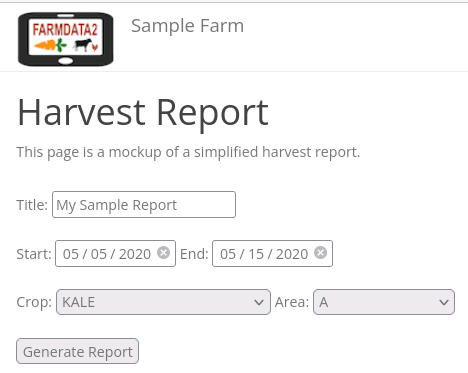 FARMDATA2
Sample Farm
Harvest Report
This page is a mockup of a simplified harvest report.
Title: My Sample Report
Start: 05 / 05 / 2020 End: 05 / 15 / 2020
Crop: KALE Area: A
Generate Report